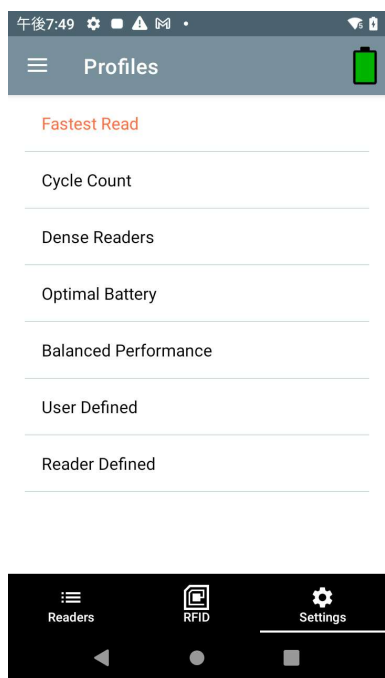 午後7:49
Profiles
Fastest Read
Cycle Count
Dense Readers
Optimal Battery
Balanced Performance
User Defined
Reader Defined
Readers
RFID
Settings